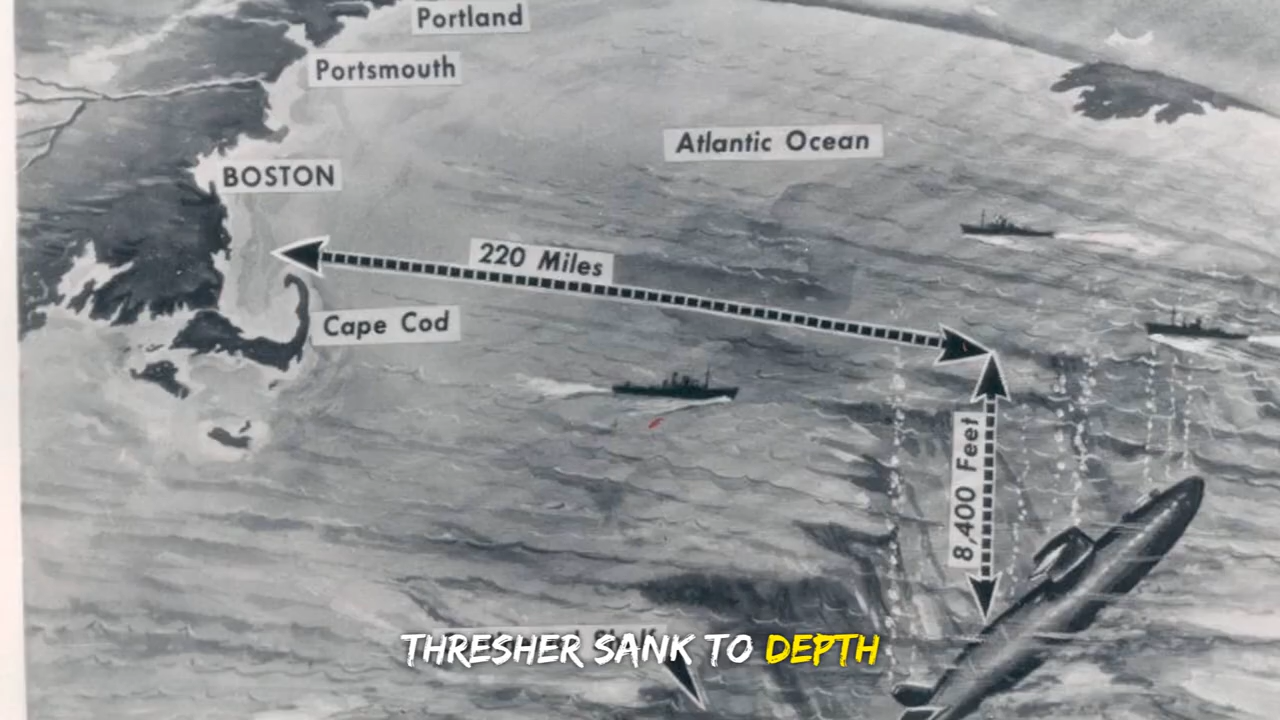 Portland
Portsmouth
Atlantic Ocean
BOSTON
220 Miles
Cape Cod
8,400 Feet
THRESHER SANK TO DEPTH